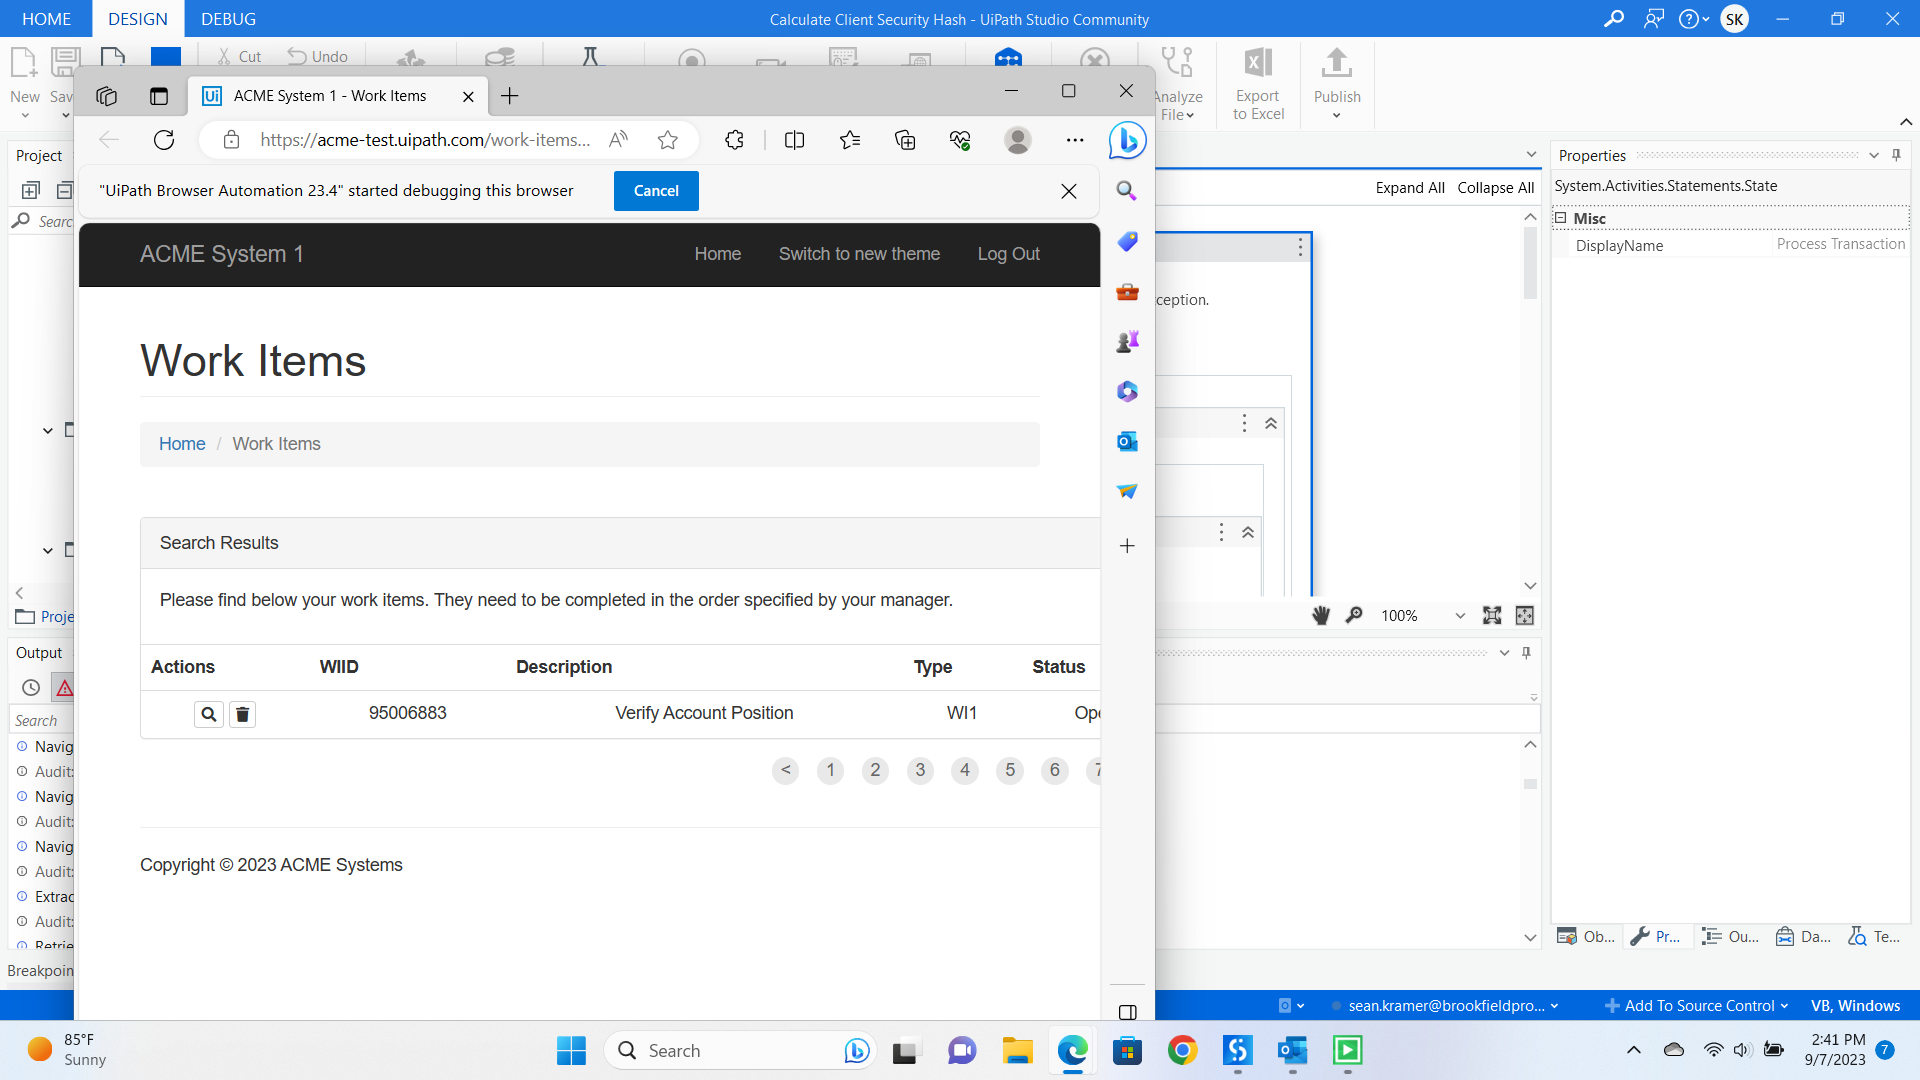 HOME DESIGN DEBUG
Calculate Client Security Hash - UiPath Studio Community
SK
New
Cut Undo
Analyze
File
Export
to Excel
Publish
ACME System 1 - Work Items
https://acme-test.uipath.com/work-items...
"UiPath Browser Automation 23.4" started debugging this browser
Cancel
ACME System 1
Home Switch to new theme Log Out
Work Items
Home / Work Items
Search Results
Please find below your work items. They need to be completed in the order specified by your manager.
Actions WIID Description Type Status
95006883 Verify Account Position WI1 Ope
< 1 2 3 4 5 6 7
Copyright © 2023 ACME Systems
Project
Searc
Proje
Output
Search
Navig
Audit:
Navig
Audit:
Navig
Audit:
Extrac
Audit:
Retrie
Breakpoin
Expand All Collapse All
ception.
100%
Properties
System.Activities.Statements.State
Misc
DisplayName Process Transaction
Ob... Pr... Ou... Da... Te...
sean.kramer@brookfieldpro... Add To Source Control VB, Windows
85°F
Sunny
Search
2:41 PM
9/7/2023
7